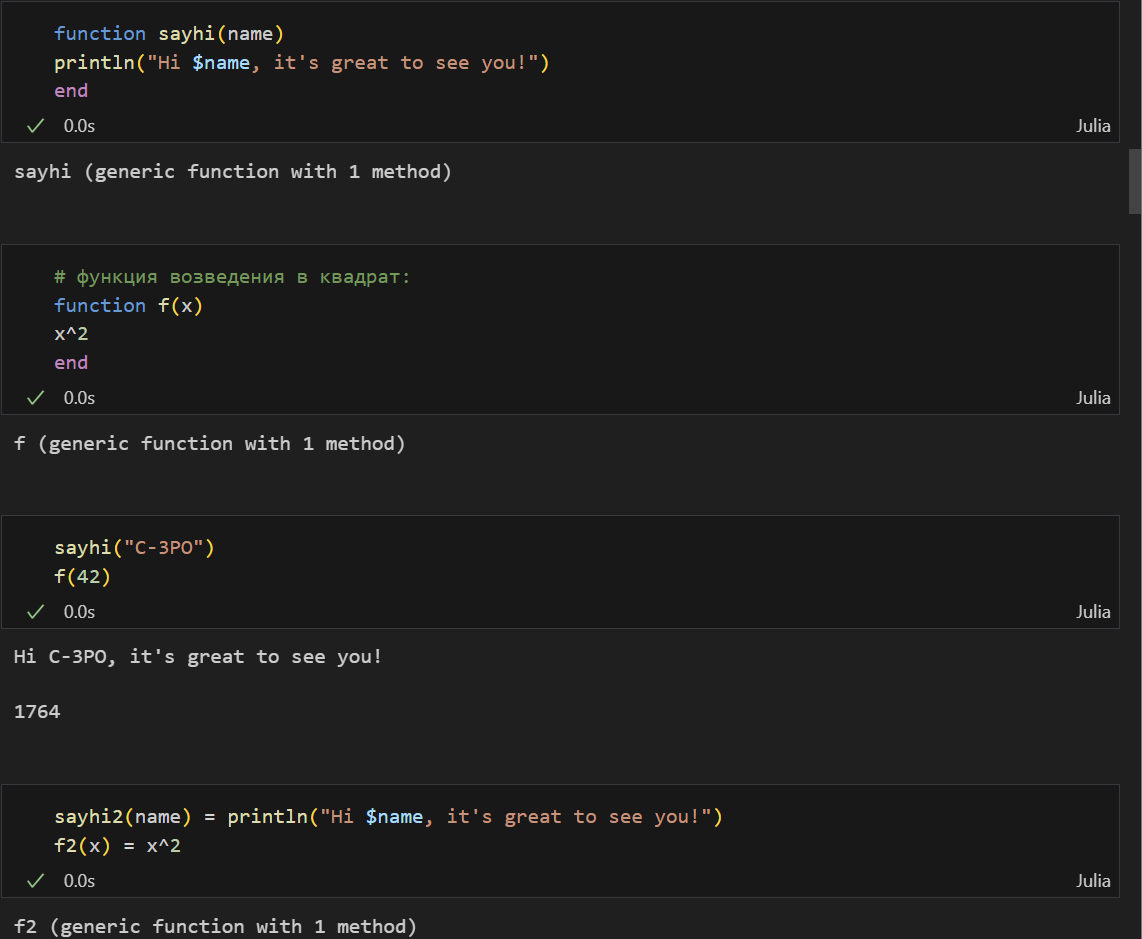 function sayhi(name)
println("Hi $name, it's great to see you!")
end
0.0s
Julia
sayhi (generic function with 1 method)
# функция возведения в квадрат:
function f(x)
x^2
end
0.0s
Julia
f (generic function with 1 method)
sayhi("C-3PO")
f(42)
0.0s
Julia
Hi C-3PO, it's great to see you!
1764
sayhi2(name) = println("Hi $name, it's great to see you!")
f2(x) = x^2
0.0s
Julia
f2 (generic function with 1 method)